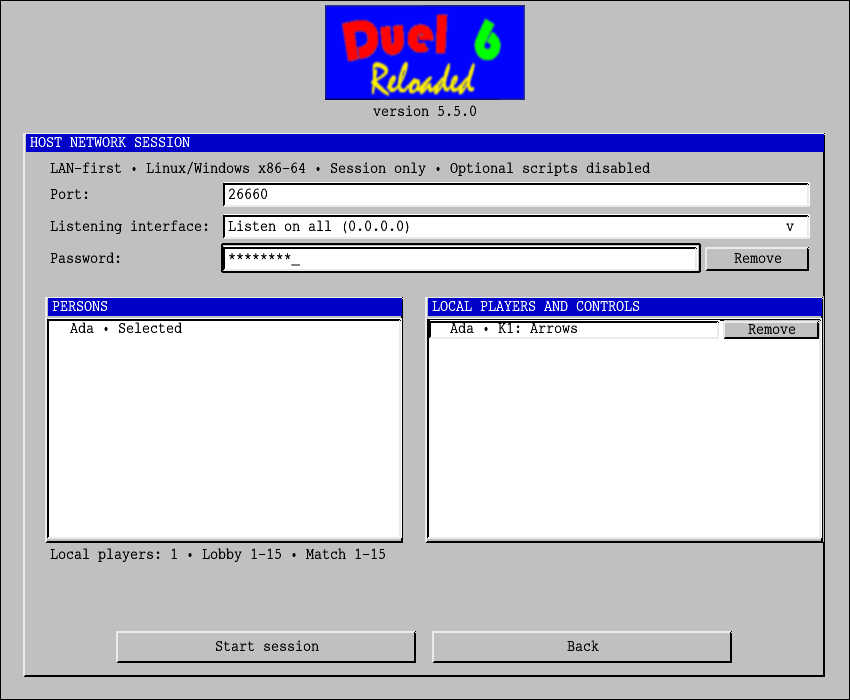 Duel 6
Reloaded
version 5.5.0
HOST NETWORK SESSION
LAN-first • Linux/Windows x86-64 • Session only • Optional scripts disabled
Port: 26660
Listening interface: Listen on all (0.0.0.0) v
Password: ********_ Remove
PERSONS
Ada • Selected
LOCAL PLAYERS AND CONTROLS
Ada • K1: Arrows Remove
Local players: 1 • Lobby 1-15 • Match 1-15
Start session Back